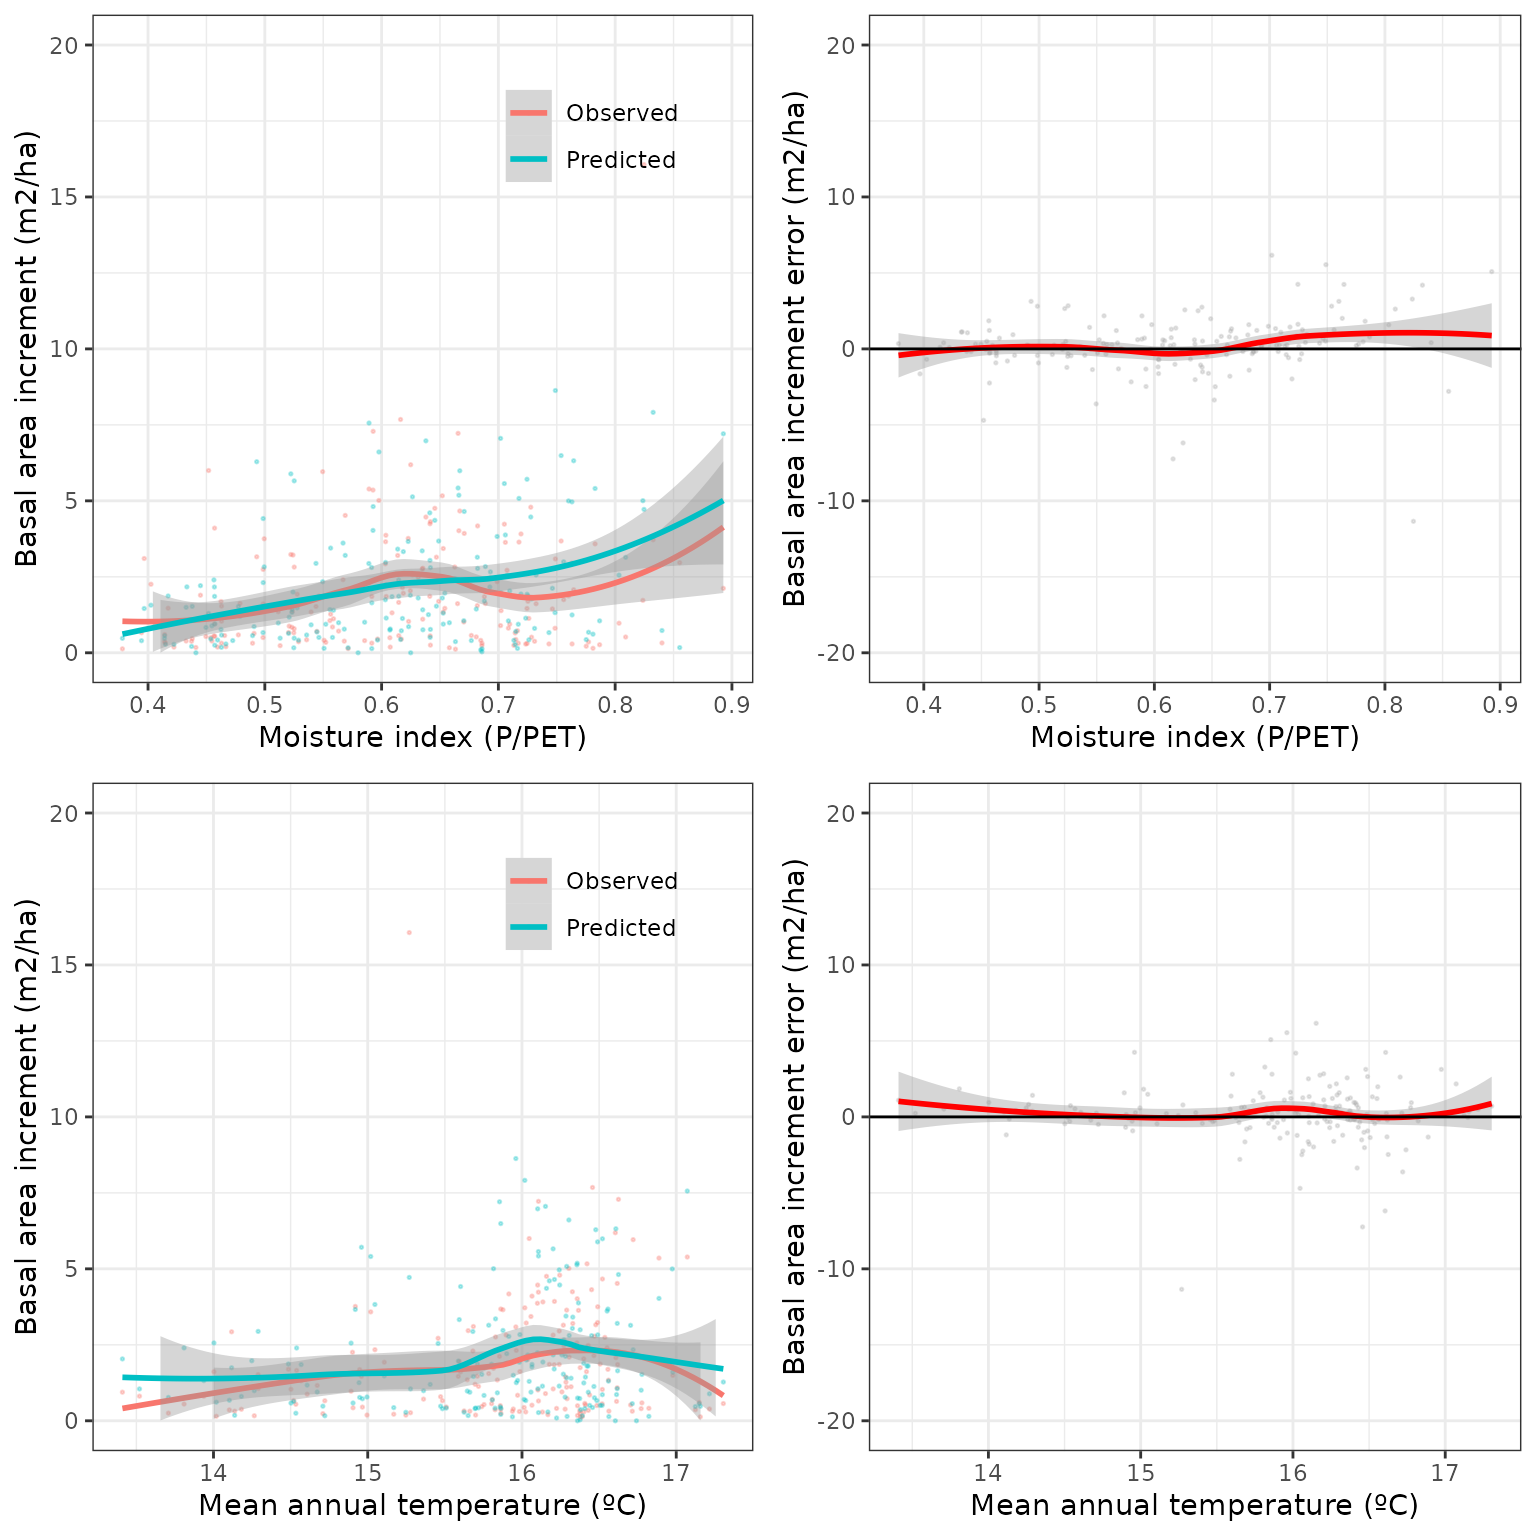 20
15
10
5
0
Basal area increment (m2/ha)
Observed
Predicted
0.4 0.5 0.6 0.7 0.8 0.9
Moisture index (P/PET)
20
10
0
-10
-20
Basal area increment error (m2/ha)
0.4 0.5 0.6 0.7 0.8 0.9
Moisture index (P/PET)
20
15
10
5
0
Basal area increment (m2/ha)
Observed
Predicted
14 15 16 17
Mean annual temperature (ºC)
20
10
0
-10
-20
Basal area increment error (m2/ha)
14 15 16 17
Mean annual temperature (ºC)